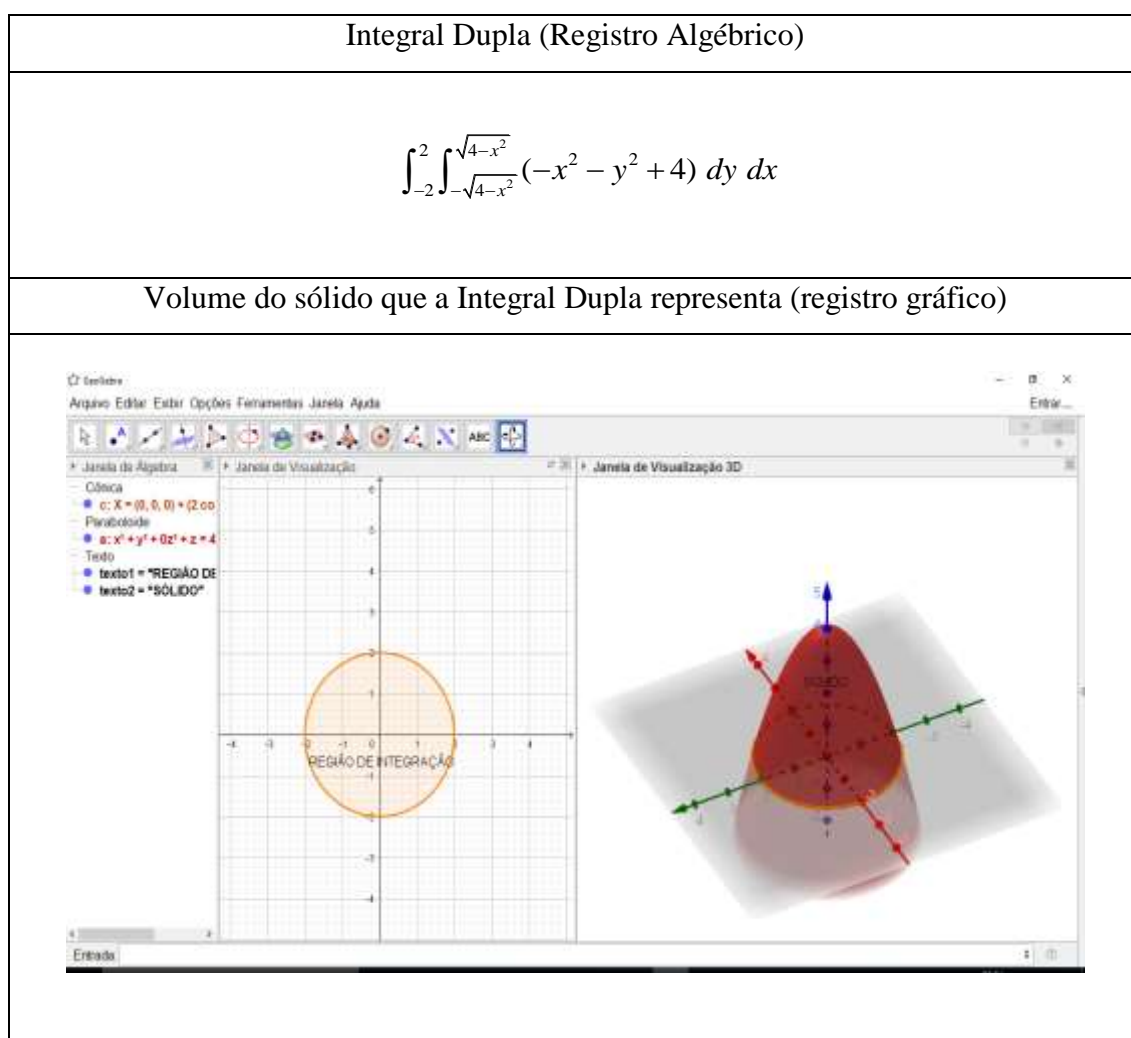 Integral Dupla (Registro Algébrico)
∫_{-2}^{2} ∫_{-√(4-x²)}^{√(4-x²)} (-x² - y² + 4) dy dx
Volume do sólido que a Integral Dupla representa (registro gráfico)
GeoGebra
Arquivo Editar Exibir Opções Ferramentas Janela Ajuda
Entrar...
ABC
Janela de Álgebra
Janela de Visualização
Janela de Visualização 3D
Cônica
c: X = (0, 0, 0) + (2 co
Paraboloide
a: x² + y² + 0z² + z = 4
Texto
texto1 = "REGIÃO DE
texto2 = "SÓLIDO"
REGIÃO DE INTEGRAÇÃO
SÓLIDO
Entrada